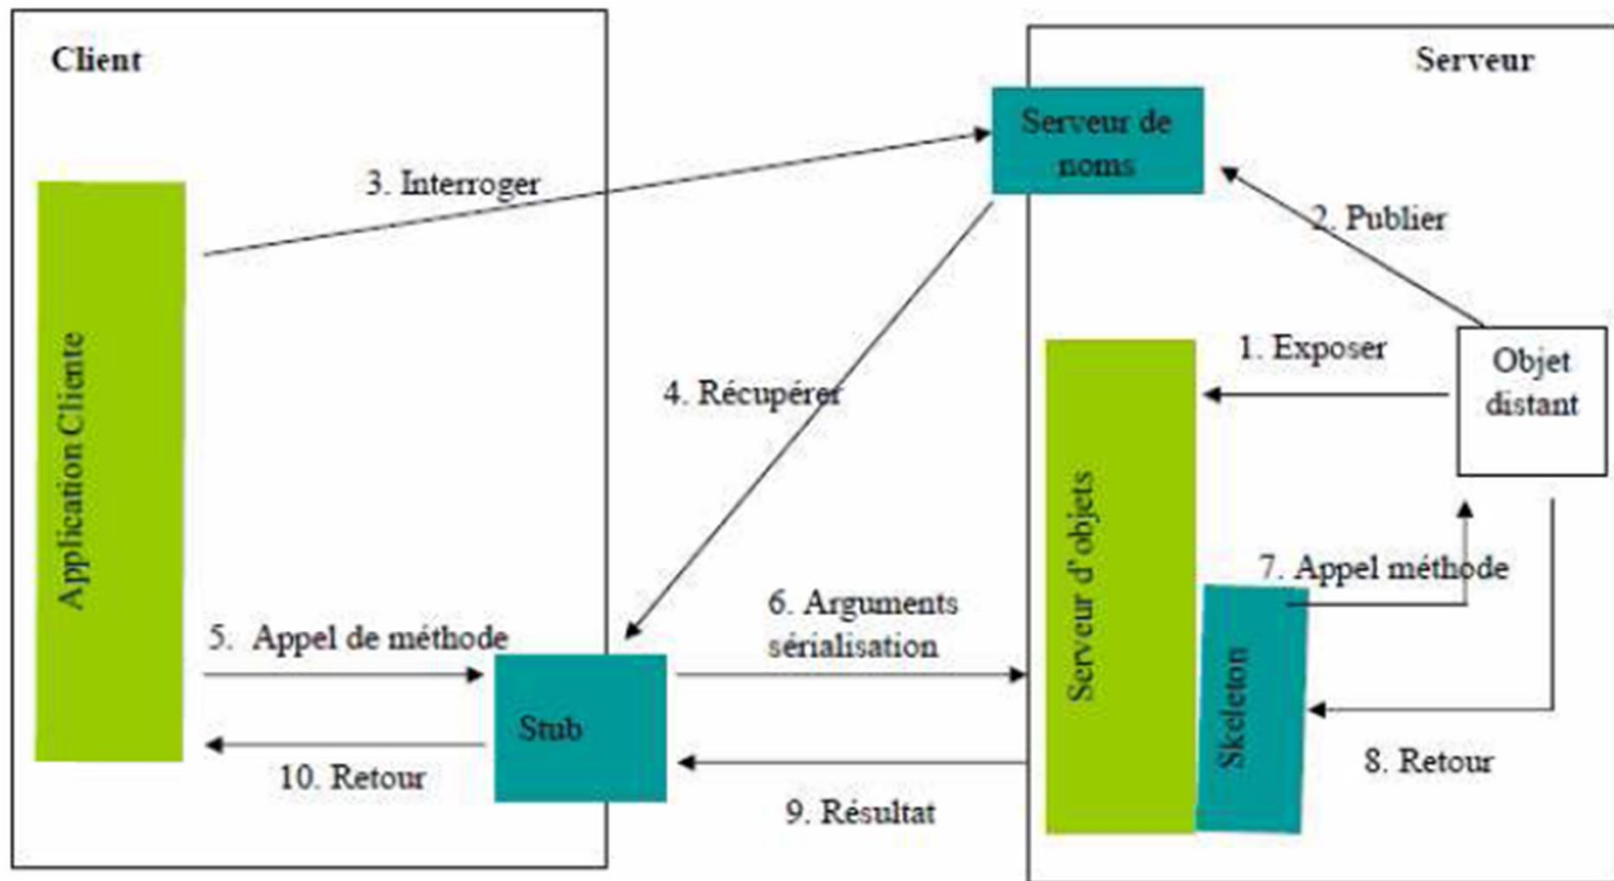 Client
Serveur
Serveur de
noms
3. Interroger
2. Publier
1. Exposer
Objet
distant
4. Récupérer
Application Cliente
Serveur d'objets
7. Appel méthode
6. Arguments
sérialisation
5. Appel de méthode
Stub
Skeleton
8. Retour
10. Retour
9. Résultat